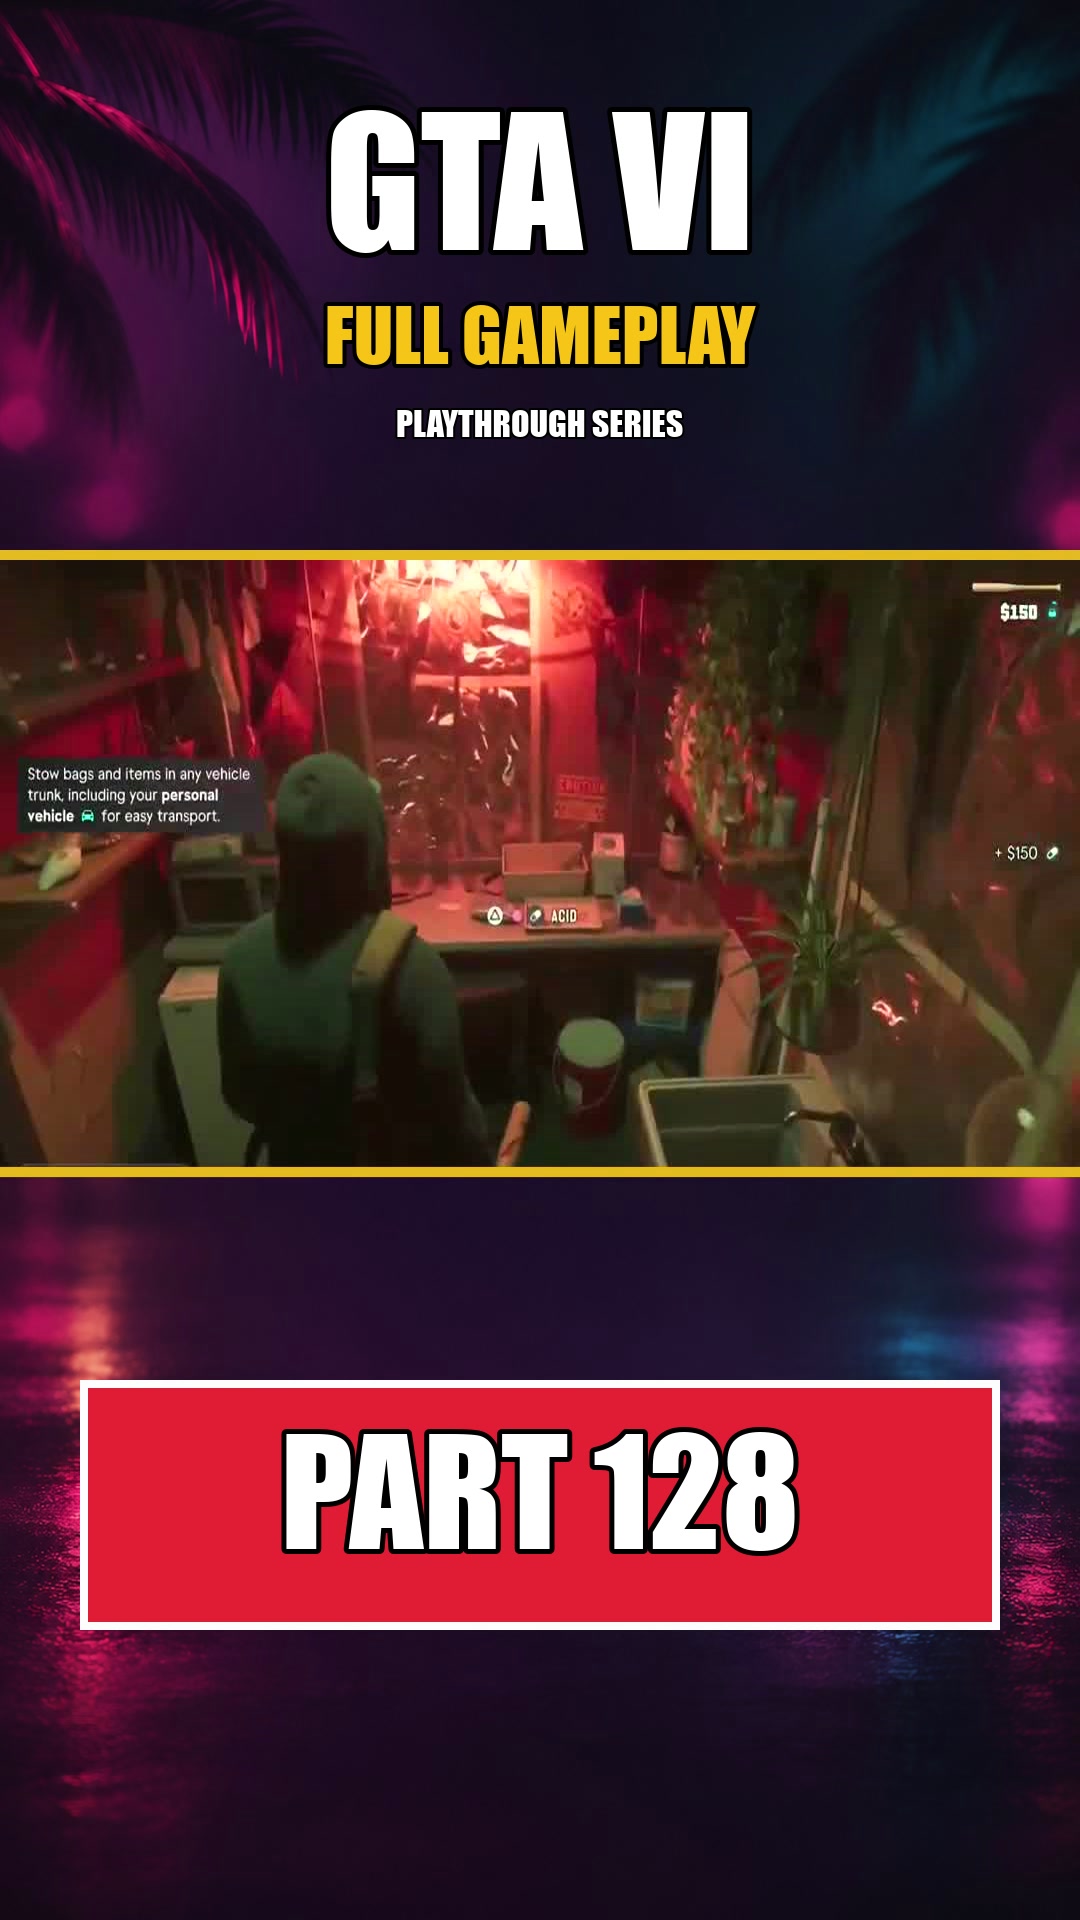 GTA VI
FULL GAMEPLAY
PLAYTHROUGH SERIES
$150
Stow bags and items in any vehicle
trunk, including your personal
vehicle for easy transport.
+ $150
ACID
PART 128